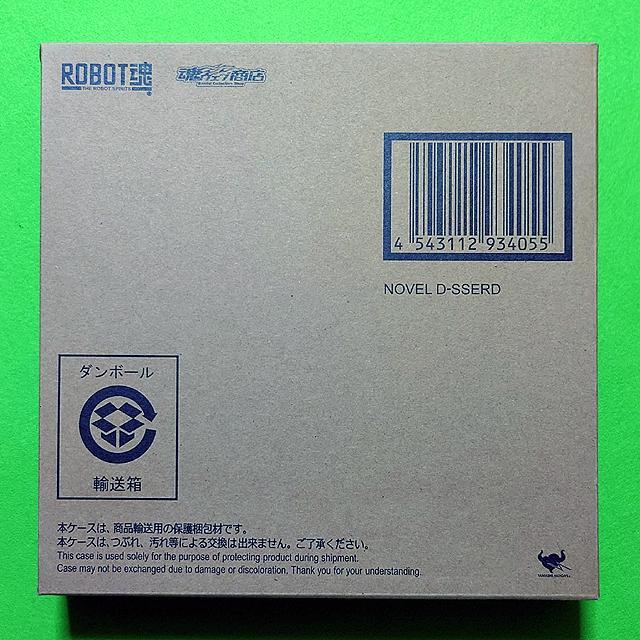 ROBOT魂
THE ROBOT SPIRITS
魂ウェブ商店
4 543112 934055
NOVEL D-SSERD
ダンボール
輸送箱
本ケースは、商品輸送用の保護梱包材です。
本ケースは、つぶれ、汚れ等による交換は出来ません。ご了承ください。
This case is used solely for the purpose of protecting product during shipment.
Case may not be exchanged due to damage or discoloration. Thank you for your understanding.
TAMASHII NATIONS